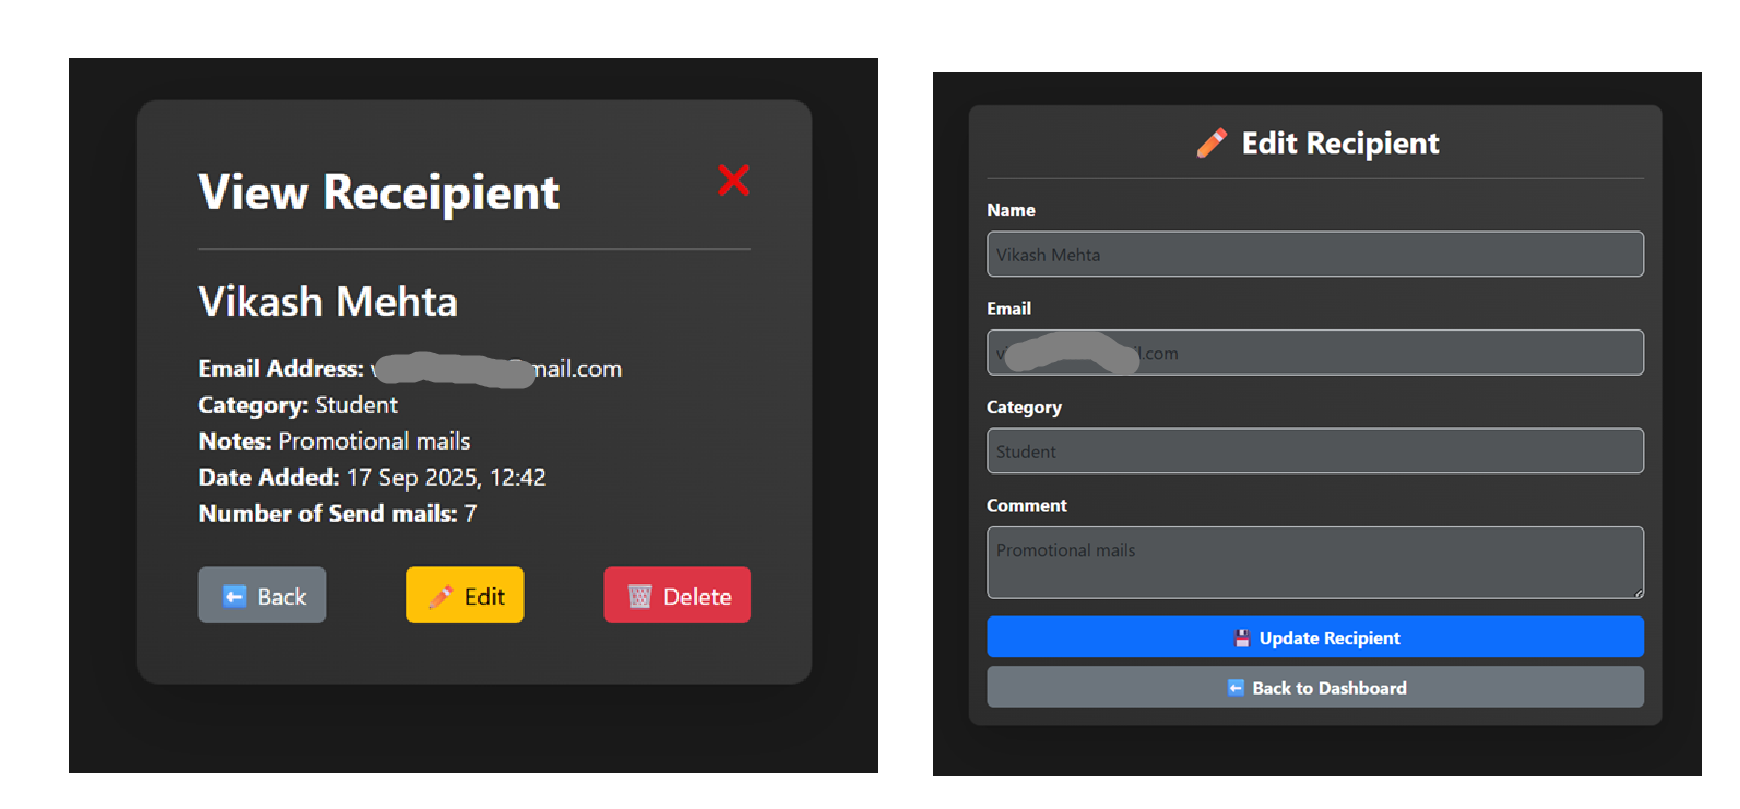 View Receipient
Vikash Mehta
Email Address: mail.com
Category: Student
Notes: Promotional mails
Date Added: 17 Sep 2025, 12:42
Number of Send mails: 7
Back
Edit
Delete
Edit Recipient
Name
Vikash Mehta
Email
.com
Category
Student
Comment
Promotional mails
Update Recipient
Back to Dashboard